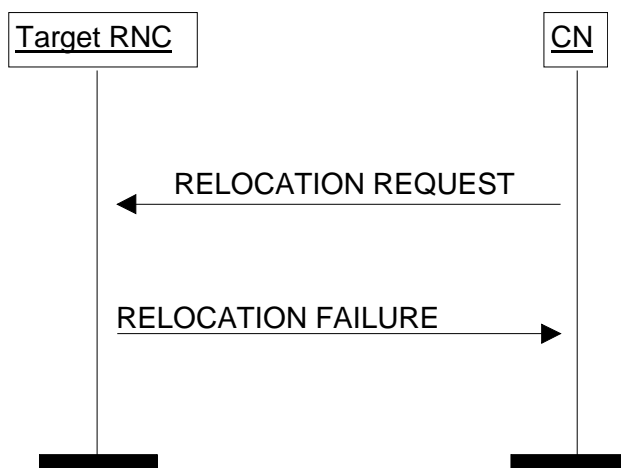 Target RNC
CN
RELOCATION REQUEST
RELOCATION FAILURE